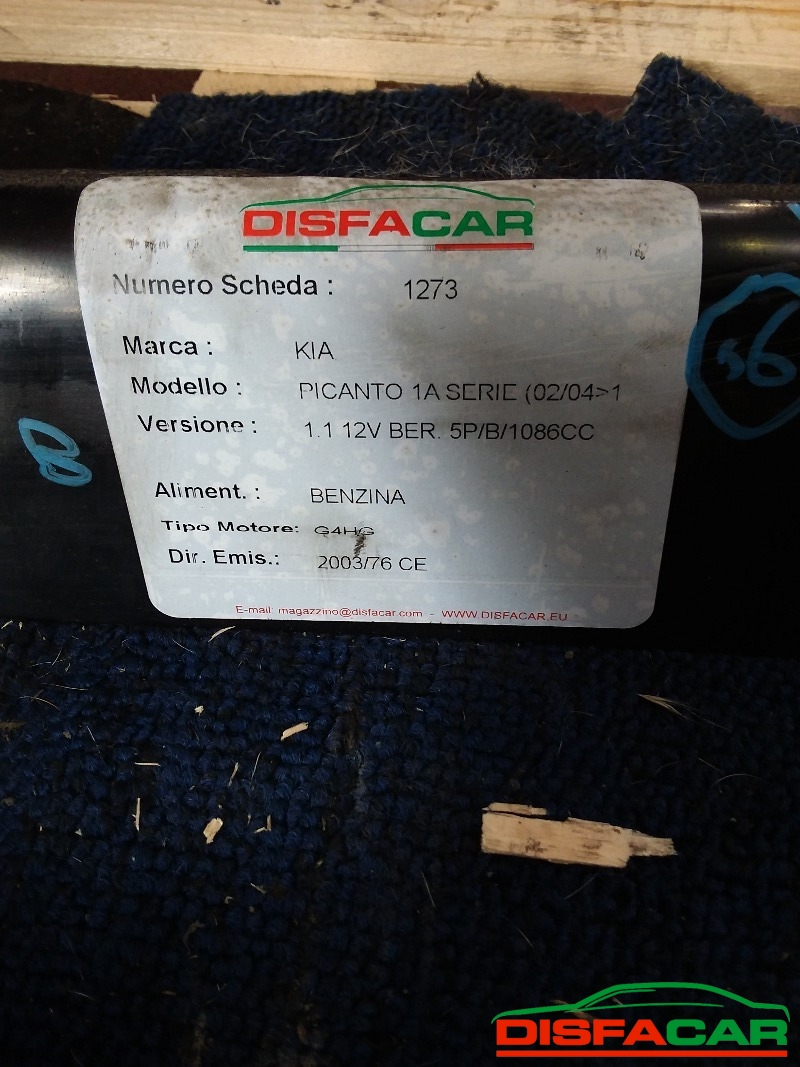 DISFACAR
Numero Scheda : 1273
Marca : KIA
Modello : PICANTO 1A SERIE (02/04>1
Versione : 1.1 12V BER. 5P/B/1086CC
Aliment. : BENZINA
Tipo Motore: G4HG
Dir. Emis.: 2003/76 CE
E-mail: magazzino@disfacar.com - WWW.DISFACAR.EU
8
56
DISFACAR